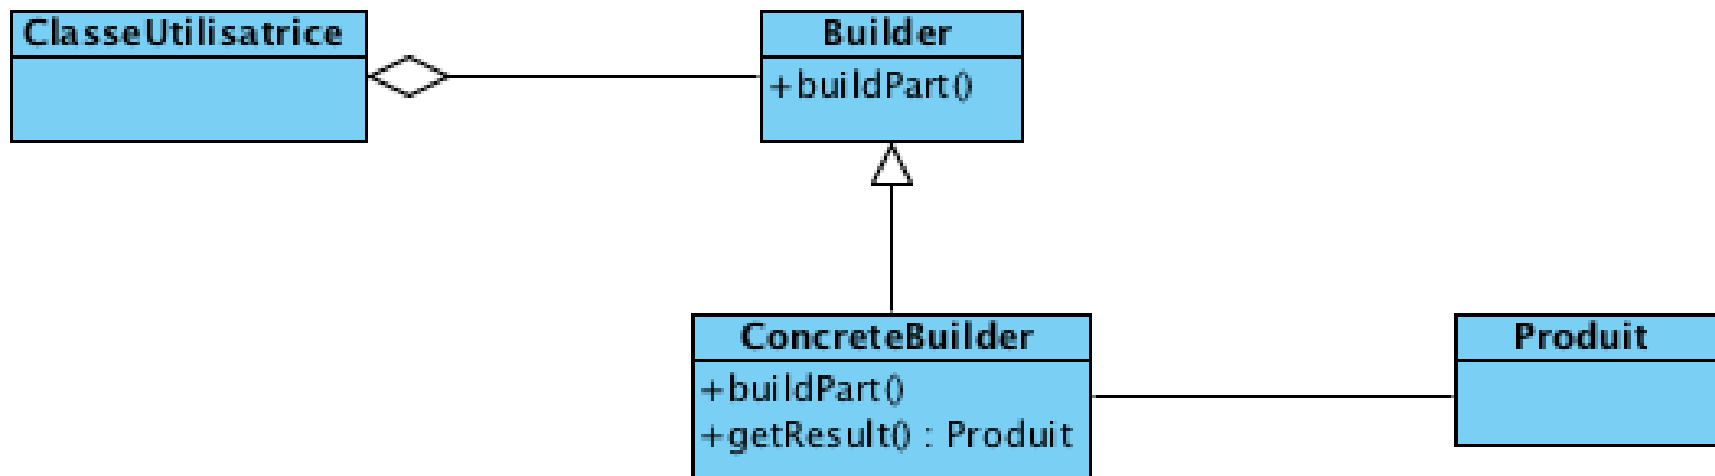 ClasseUtilisatrice
Builder
+buildPart()
ConcreteBuilder
+buildPart()
+getResult() : Produit
Produit